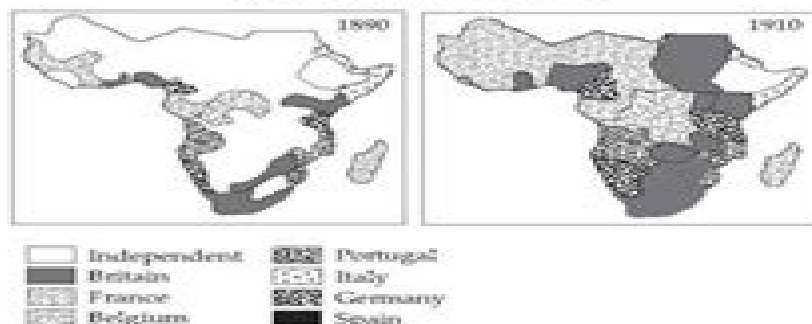 1890
1910
Independent
Britain
France
Belgium
Portugal
Italy
Germany
Spain